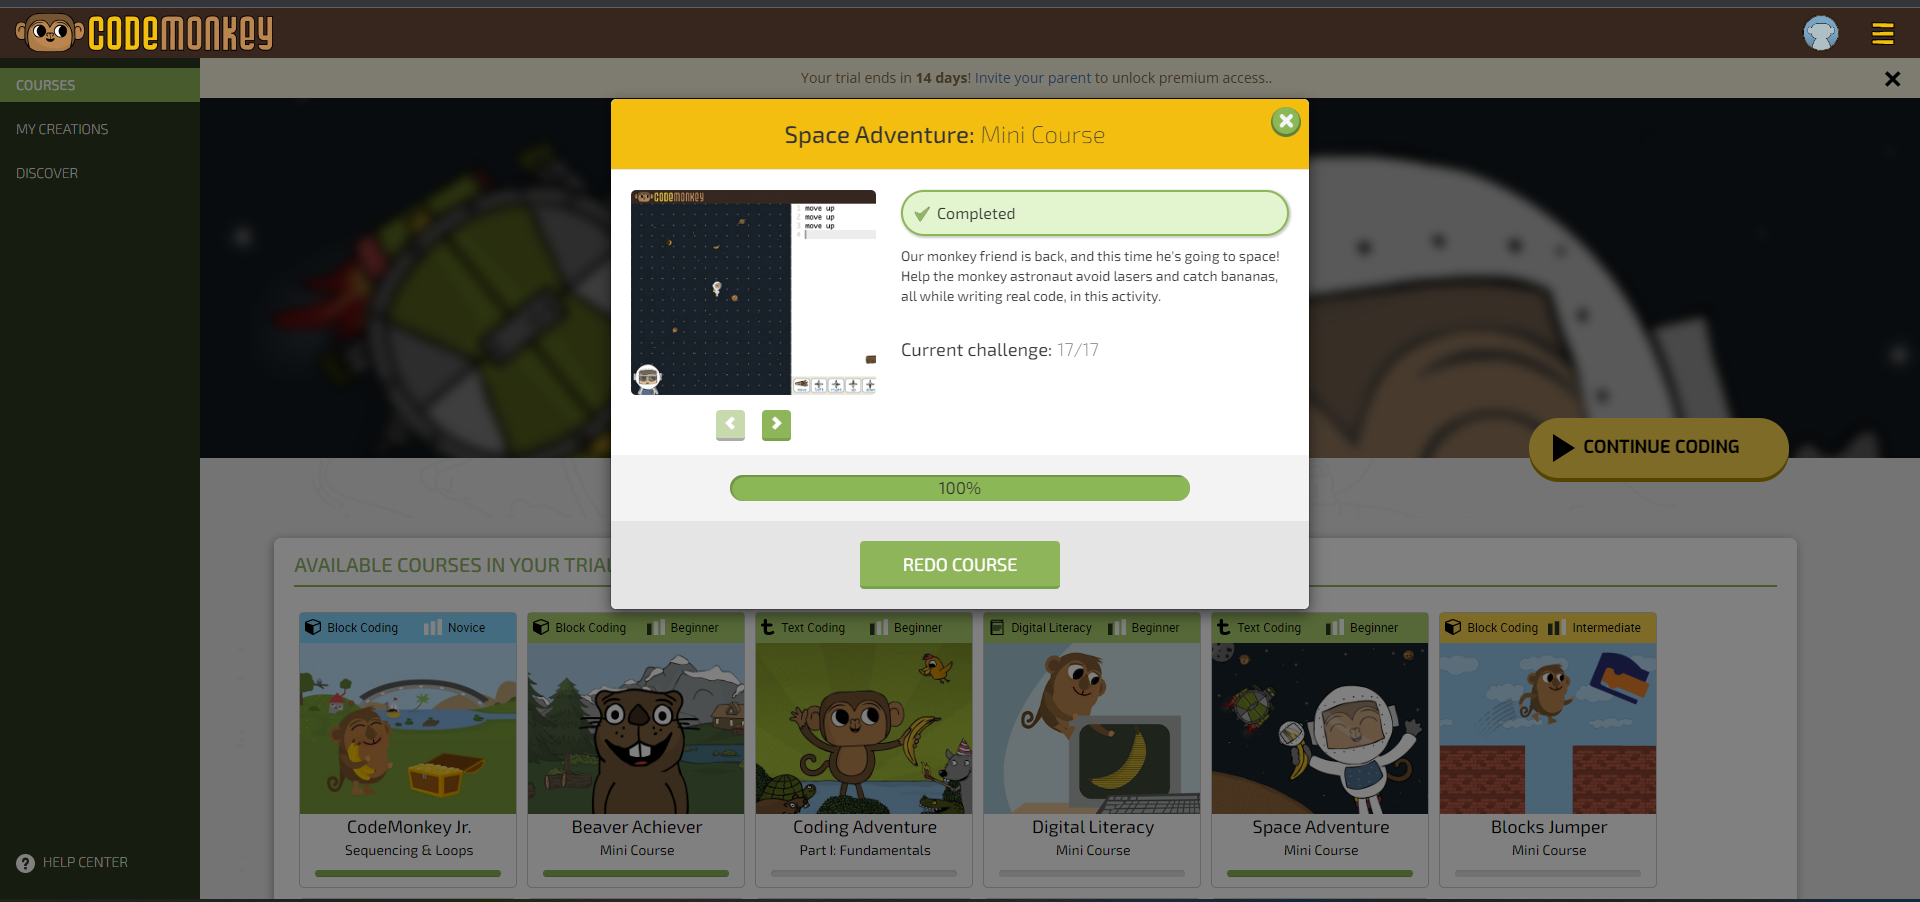 CODEMONKEY
COURSES
MY CREATIONS
DISCOVER
HELP CENTER
Your trial ends in 14 days! Invite your parent to unlock premium access..
Space Adventure: Mini Course
CODEMONKEY
1 move up
2 move up
3 move up
4
Completed
Our monkey friend is back, and this time he's going to space!
Help the monkey astronaut avoid lasers and catch bananas,
all while writing real code, in this activity.
Current challenge: 17/17
100%
REDO COURSE
CONTINUE CODING
AVAILABLE COURSES IN YOUR TRIAL
Block Coding Novice
CodeMonkey Jr.
Sequencing & Loops
Block Coding Beginner
Beaver Achiever
Mini Course
Text Coding Beginner
Coding Adventure
Part I: Fundamentals
Digital Literacy Beginner
Digital Literacy
Mini Course
Text Coding Beginner
Space Adventure
Mini Course
Block Coding Intermediate
Blocks Jumper
Mini Course